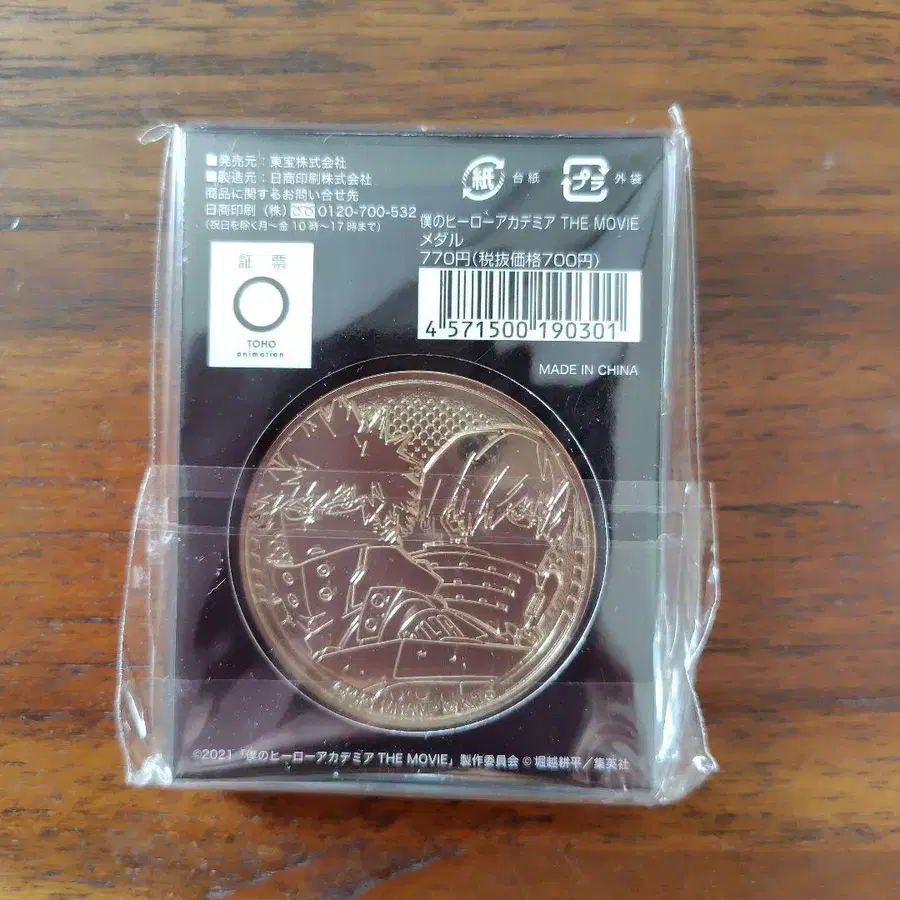 ■発売元：東宝株式会社
■製造元：日商印刷株式会社
商品に関するお問い合せ先
日商印刷（株）0120-700-532
（祝日を除く月～金10時～17時まで）
紙 台紙
プラ 外袋
僕のヒーローアカデミア THE MOVIE
メダル
770円(税抜価格700円)
4 571500 190301
MADE IN CHINA
証票
TOHO
animation
©2021「僕のヒーローアカデミア THE MOVIE」製作委員会 © 堀越耕平／集英社